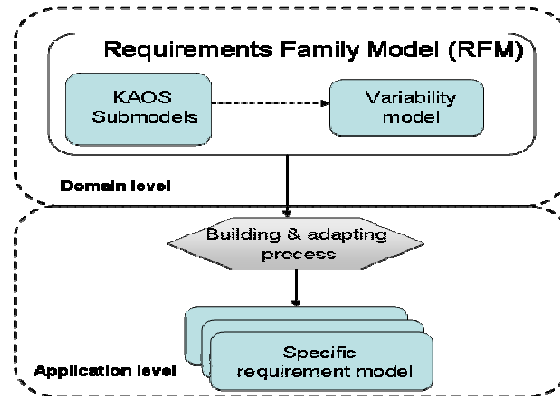 Requirements Family Model (RFM)
KAOS
Submodels
Variability
model
Domain level
Building & adapting
process
Specific
requirement model
Application level